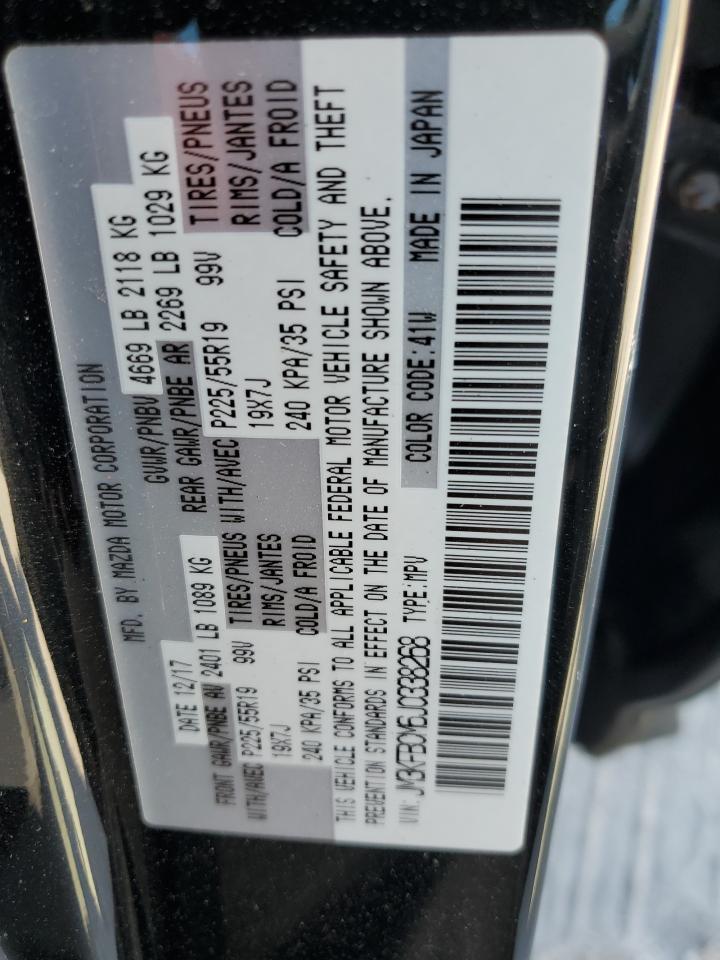 MFD. BY MAZDA MOTOR CORPORATION
DATE 12/17 GVWR/PNBV 4669 LB 2118 KG
FRONT GAWR/PNBE AV 2401 LB 1089 KG REAR GAWR/PNBE AR 2269 LB 1029 KG
WITH/AVEC P225/55R19 99V TIRES/PNEUS WITH/AVEC P225/55R19 99V TIRES/PNEUS
19X7J RIMS/JANTES 19X7J RIMS/JANTES
240 KPA/35 PSI COLD/A FROID 240 KPA/35 PSI COLD/A FROID
THIS VEHICLE CONFORMS TO ALL APPLICABLE FEDERAL MOTOR VEHICLE SAFETY AND THEFT
PREVENTION STANDARDS IN EFFECT ON THE DATE OF MANUFACTURE SHOWN ABOVE.
VIN: JM3KFBCM6J0338268 TYPE:MPV COLOR CODE:41W MADE IN JAPAN